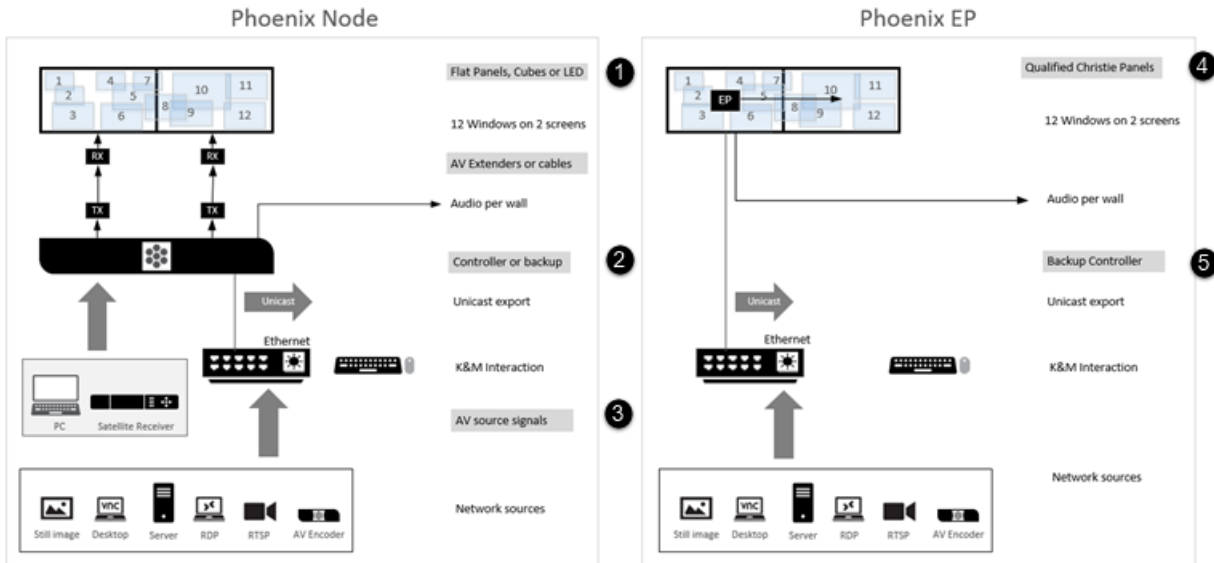 Phoenix Node
1
2
3
4
5
6
7
8
9
10
11
12
RX
RX
TX
TX
Flat Panels, Cubes or LED
1
12 Windows on 2 screens
AV Extenders or cables
Audio per wall
Controller or backup
2
Unicast
Unicast export
Ethernet
K&M Interaction
AV source signals
3
PC
Satellite Receiver
vnc
Still image
Desktop
Server
RDP
RTSP
AV Encoder
Network sources
Phoenix EP
1
2
3
4
5
6
7
8
9
10
11
12
EP
Qualified Christie Panels
4
12 Windows on 2 screens
Audio per wall
Backup Controller
5
Unicast
Unicast export
Ethernet
K&M Interaction
Network sources
vnc
Still image
Desktop
Server
RDP
RTSP
AV Encoder